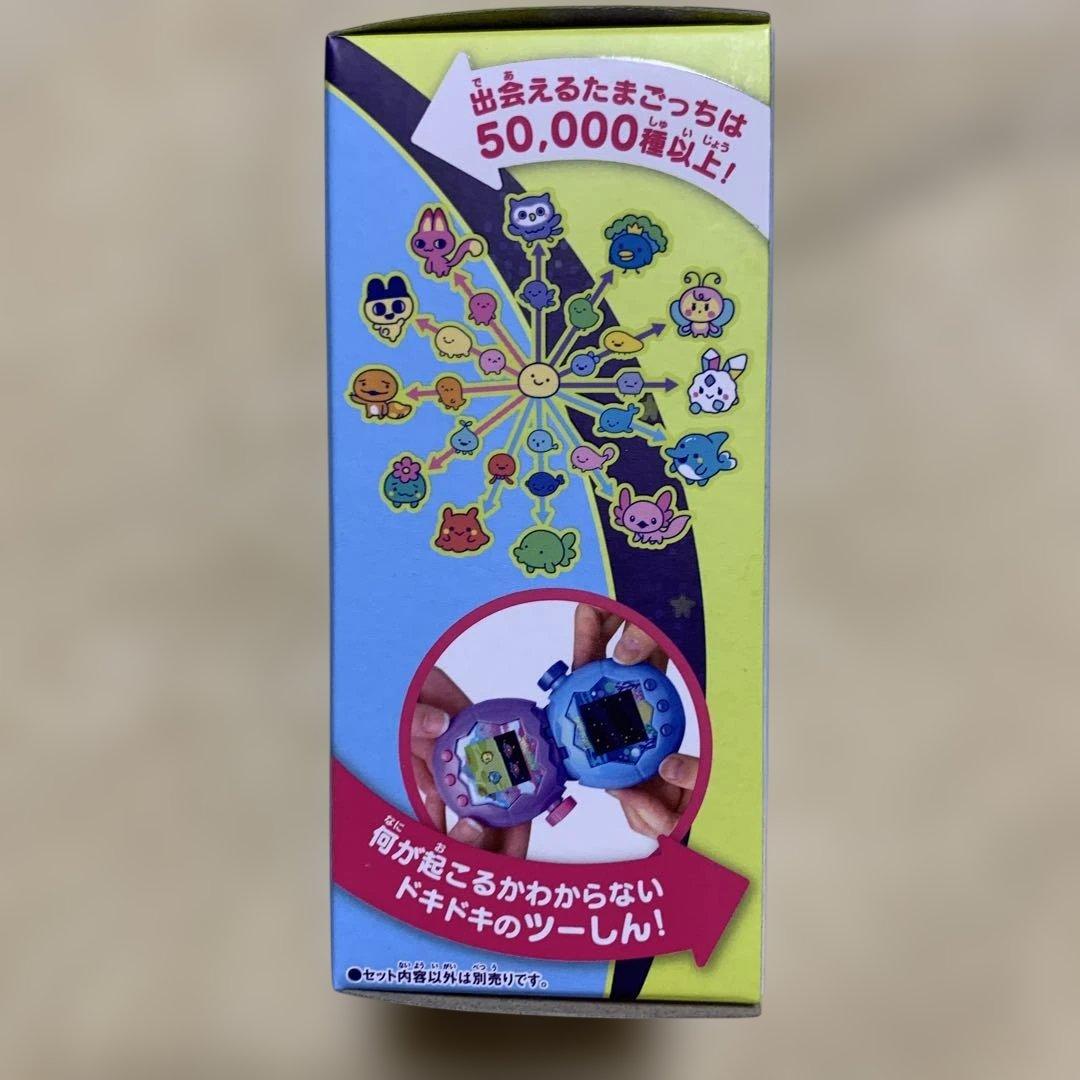 出会えるたまごっちは
50,000種以上!
何が起こるかわからない
ドキドキのツーしん!
●セット内容以外は別売りです。